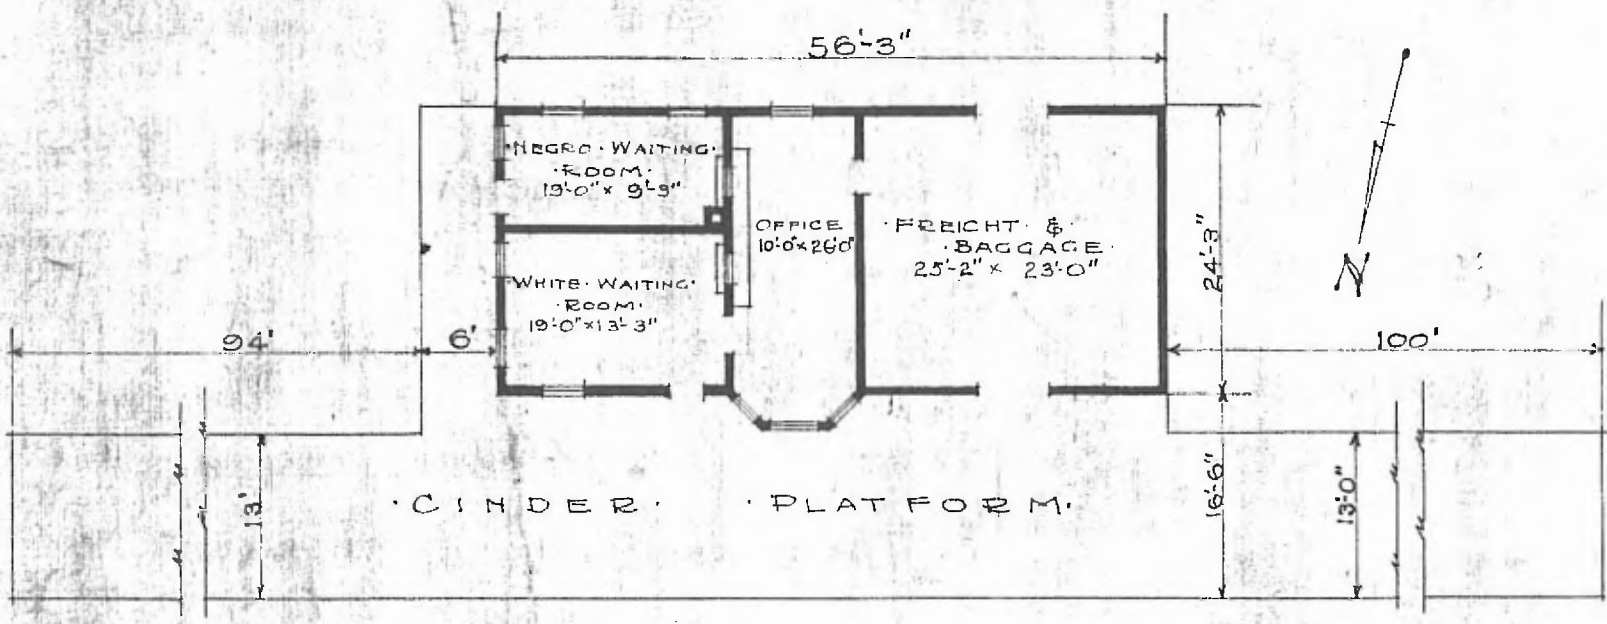 56'-3"
·NEGRO·WAITING·
·ROOM·
19'-0" x 9'-9"
OFFICE
10'-0" x 26'-0"
·FREIGHT· &·
·BAGGAGE·
25'-2" x 23'-0"
WHITE·WAITING·
·ROOM·
19'-0" x 13'-3"
24'-3"
N
94'
6'
100'
13'
·CINDER· ·PLATFORM·
16'-6"
13'-0"